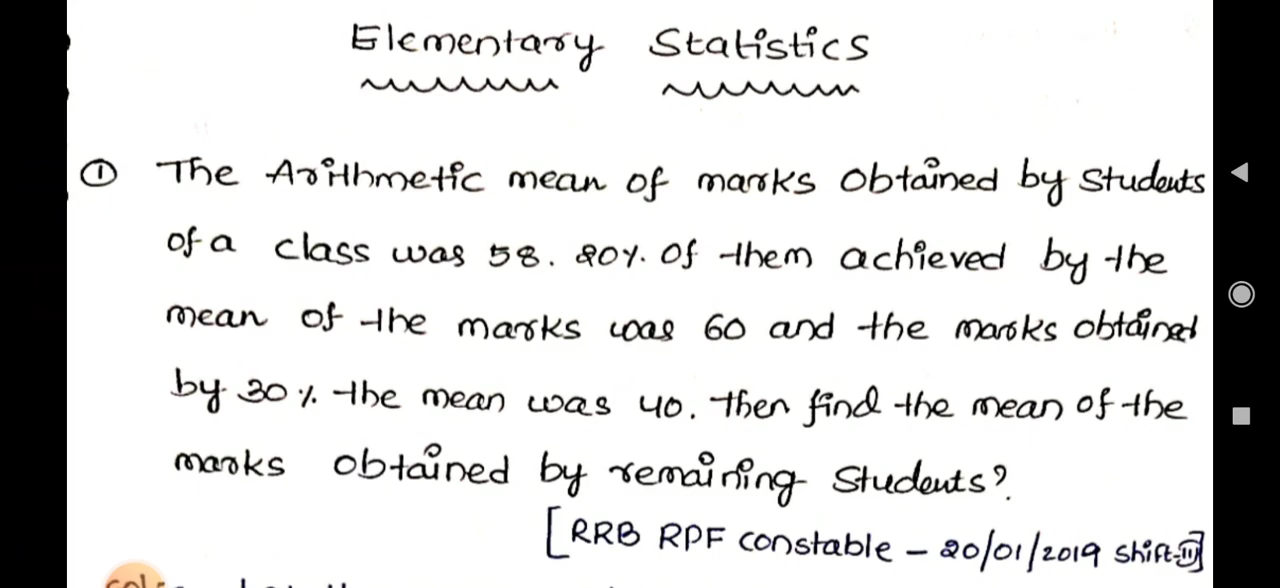 Elementary Statistics
① The Arithmetic mean of marks obtained by Students
of a class was 58. 20%. Of them achieved by the
mean of the marks was 60 and the marks obtained
by 30%. the mean was 40. Then find the mean of the
marks obtained by remaining Students?
[RRB RPF constable - 20/01/2019 Shift-III]